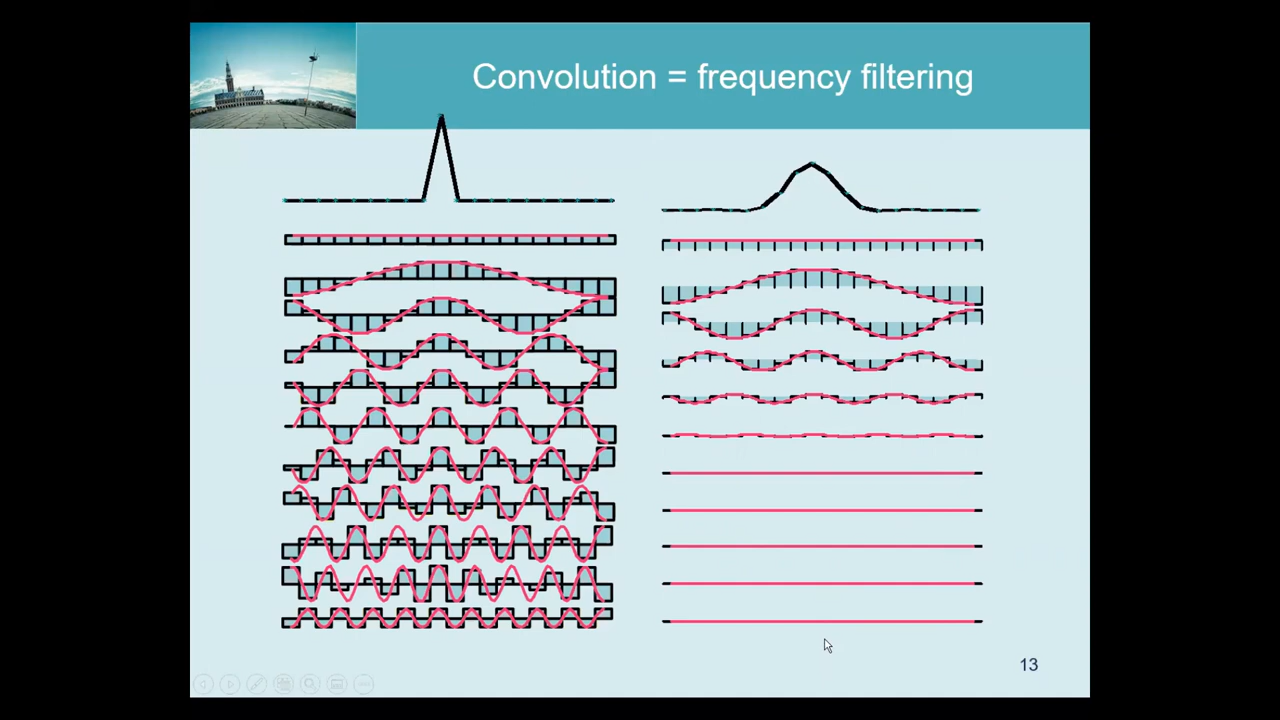 Convolution = frequency filtering
13